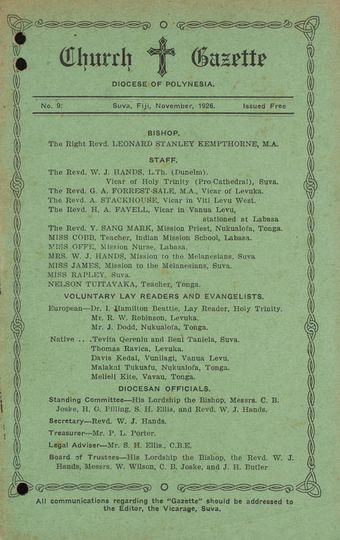 Church Gazette
DIOCESE OF POLYNESIA.
No. 9: Suva, Fiji, November, 1926. Issued Free
BISHOP.
The Right Revd. LEONARD STANLEY KEMPTHORNE, M.A.
STAFF.
The Revd. W. J. HANDS, L.Th. (Dunelm).
Vicar of Holy Trinity (Pro-Cathedral), Suva.
The Revd. G. A. FORREST-SALE, M.A., Vicar of Levuka.
The Revd. A. STACKHOUSE, Vicar in Viti Levu West.
The Revd. H. A. FAVELL, Vicar in Vanua Levu,
stationed at Labasa
The Revd. Y. SANG MARK, Mission Priest, Nukualofa, Tonga.
MISS COBB, Teacher, Indian Mission School, Labasa.
MISS OFFE, Mission Nurse, Labasa.
MRS. W. J. HANDS, Mission to the Melanesians, Suva
MISS JAMES, Mission to the Melanesians, Suva.
MISS RAPLEY, Suva.
NELSON TUITAVAKA, Teacher, Tonga.
VOLUNTARY LAY READERS AND EVANGELISTS.
European—Dr. I. Hamilton Beattie, Lay Reader, Holy Trinity.
Mr. R. W. Robinson, Levuka.
Mr. J. Dodd, Nukualofa, Tonga.
Native ...Tevita Qereniu and Beni Taniela, Suva.
Thomas Ravica, Levuka.
Davis Kedai, Vunilagi, Vanua Levu.
Malakai Tukuafu, Nukualofa, Tonga.
Melieli Kite, Vavau, Tonga.
DIOCESAN OFFICIALS.
Standing Committee—His Lordship the Bishop, Messrs. C. B.
Joske, H. G. Pilling, S. H. Ellis, and Revd. W. J. Hands.
Secretary—Revd. W. J. Hands.
Treasurer—Mr. P. L. Porter.
Legal Adviser—Mr. S. H. Ellis, C.B.E.
Board of Trustees—His Lordship the Bishop, the Revd. W. J.
Hands, Messrs. W. Wilson, C. B. Joske, and J. H. Butler
All communications regarding the "Gazette" should be addressed to
the Editor, the Vicarage, Suva.